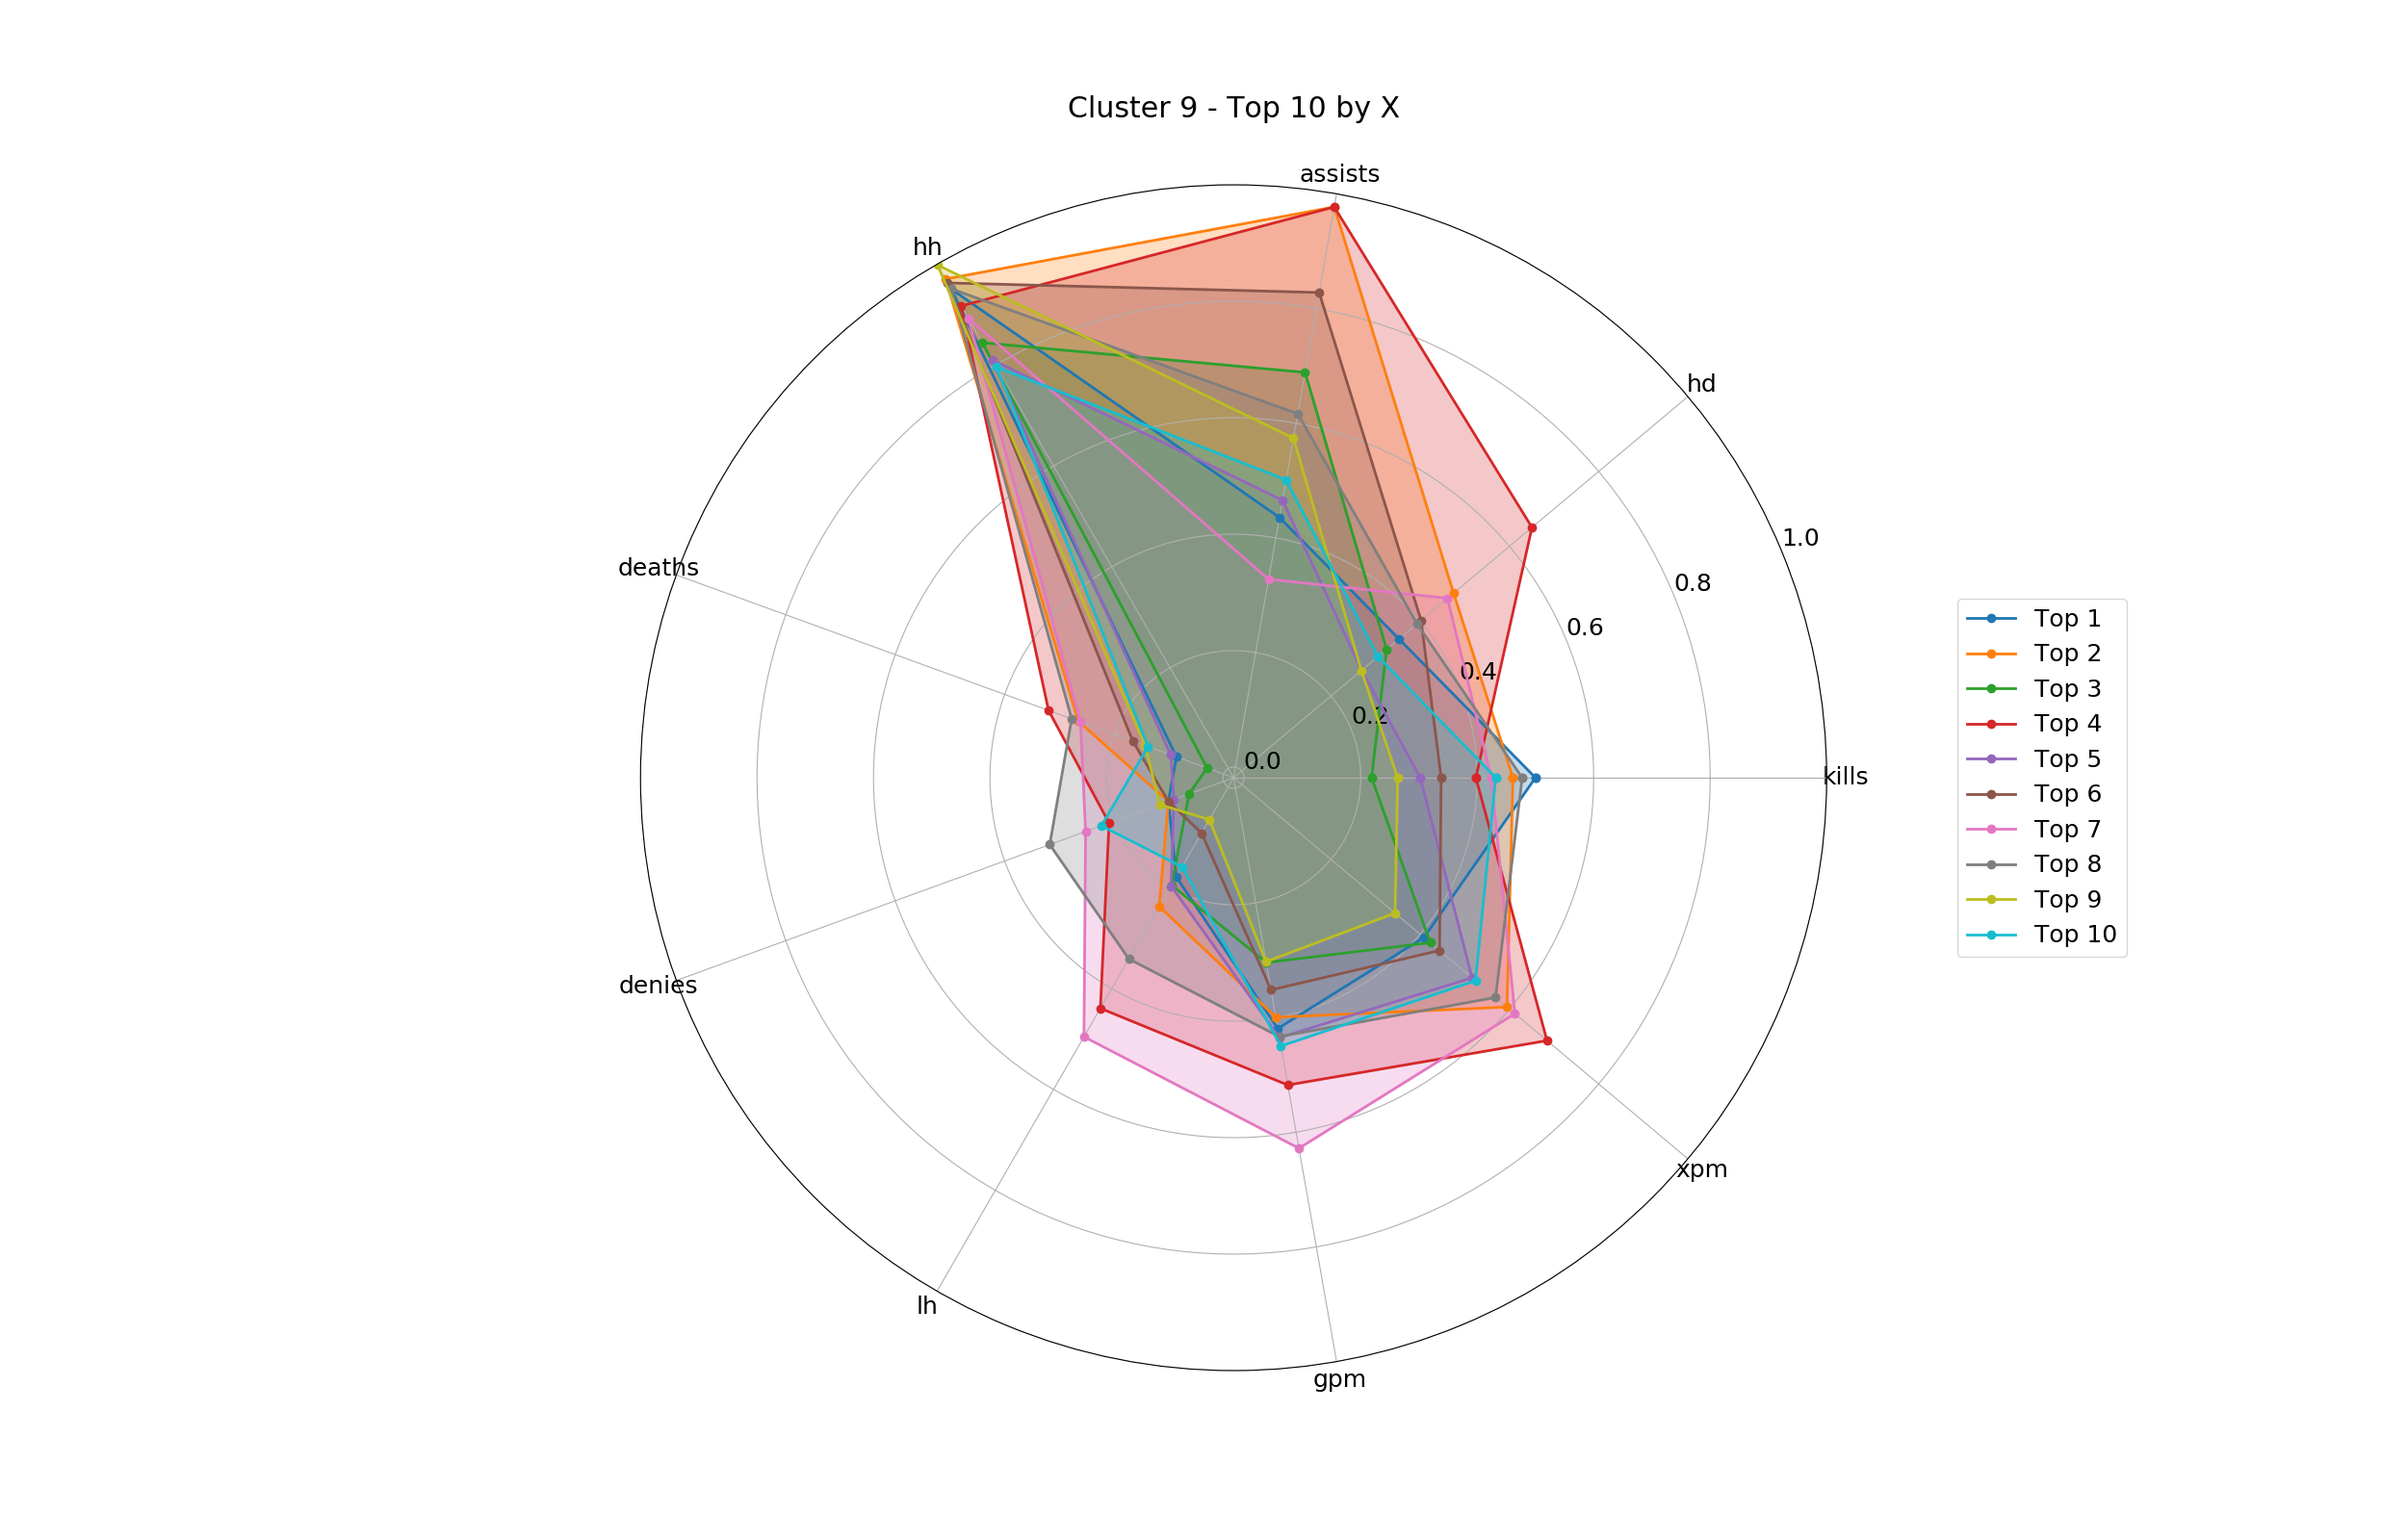 Cluster 9 - Top 10 by X
assists
hh
hd
1.0
deaths
0.8
0.6
0.4
0.2
0.0
kills
denies
xpm
lh
gpm
Top 1
Top 2
Top 3
Top 4
Top 5
Top 6
Top 7
Top 8
Top 9
Top 10